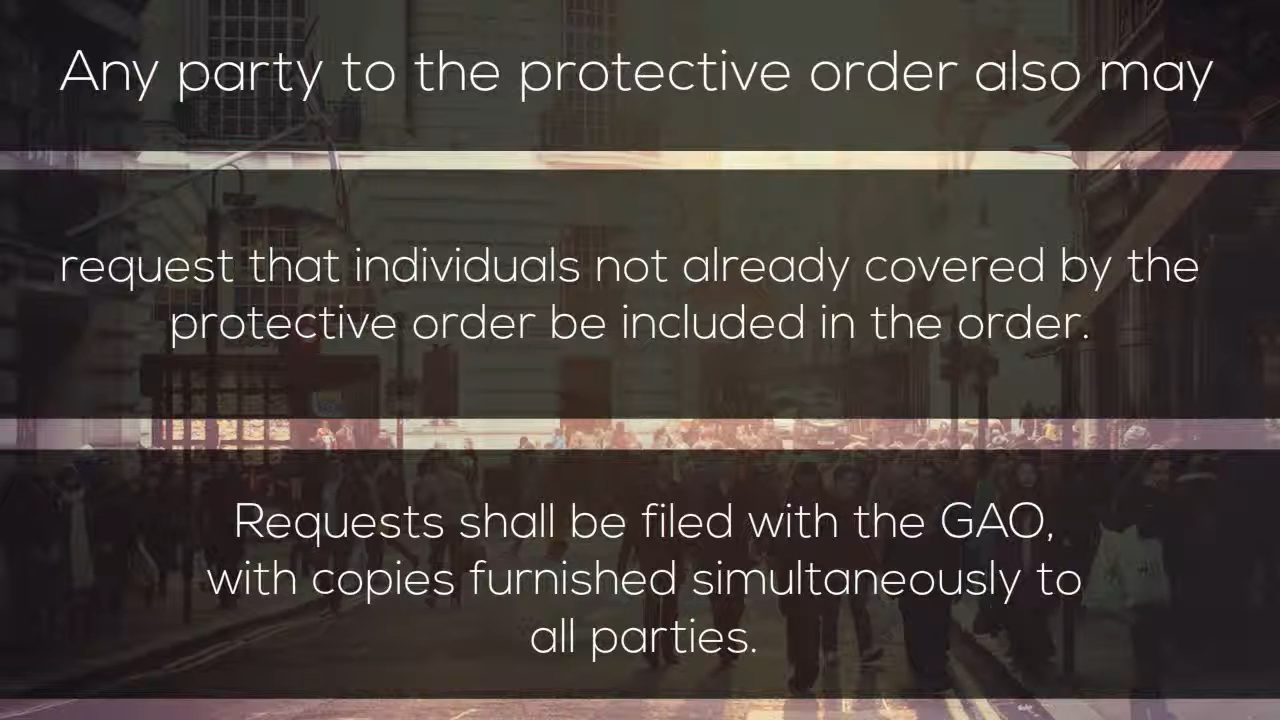 Any party to the protective order also may
request that individuals not already covered by the
protective order be included in the order.
Requests shall be filed with the GAO,
with copies furnished simultaneously to
all parties.